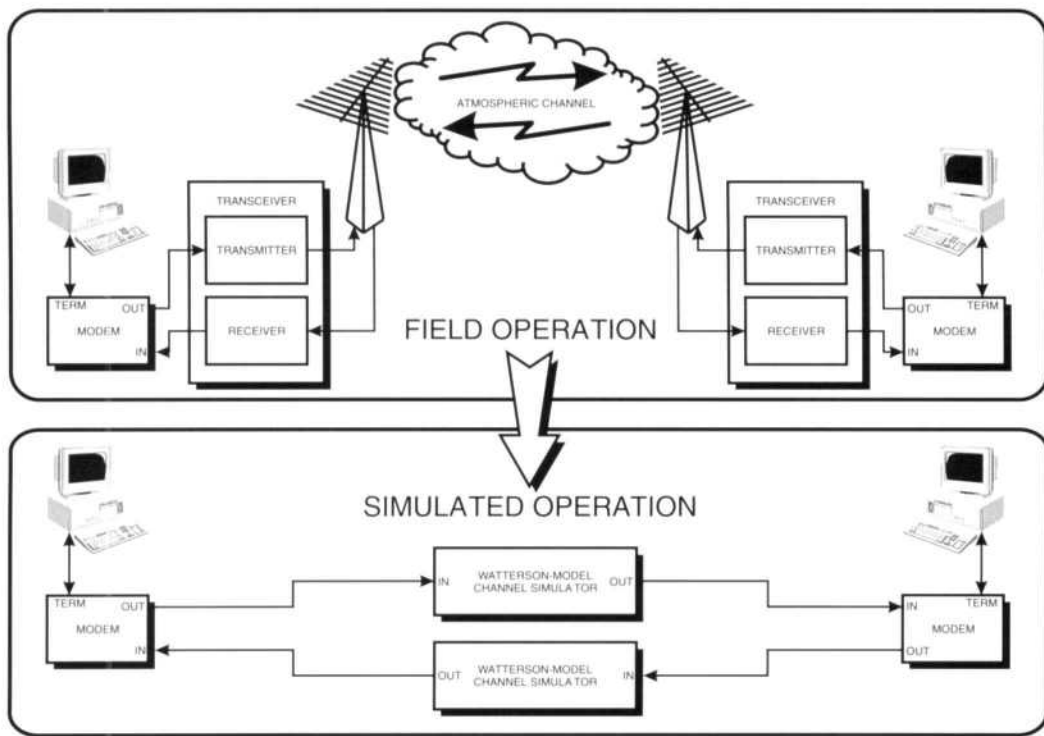 ATMOSPHERIC CHANNEL
TRANSCEIVER
TRANSMITTER
RECEIVER
TERM
OUT
MODEM
IN
TRANSCEIVER
TRANSMITTER
RECEIVER
TERM
OUT
MODEM
IN
FIELD OPERATION
SIMULATED OPERATION
TERM
OUT
MODEM
IN
IN
WATTERSON-MODEL
CHANNEL SIMULATOR
OUT
OUT
WATTERSON-MODEL
CHANNEL SIMULATOR
IN
IN
TERM
MODEM
OUT